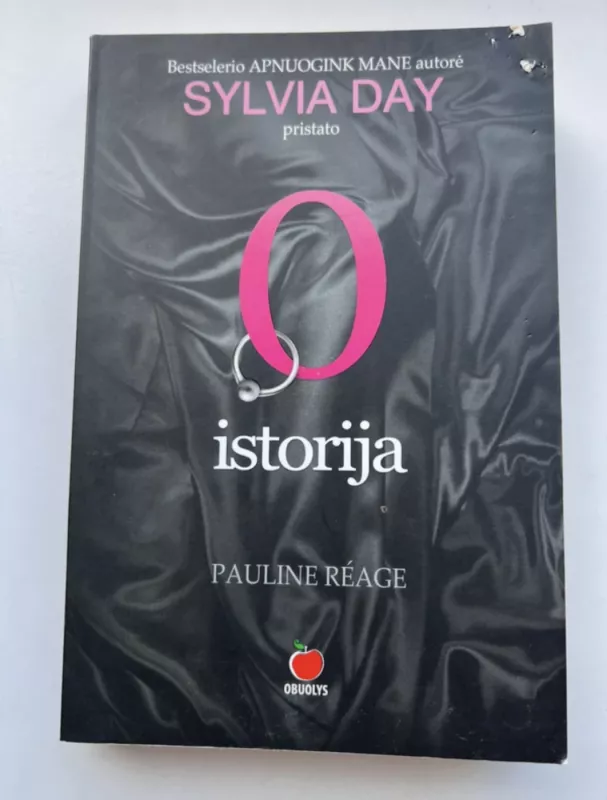 Bestselerio APNUOGINK MANE autorė
SYLVIA DAY
pristato
O
istorija
PAULINE RÉAGE
OBUOLYS